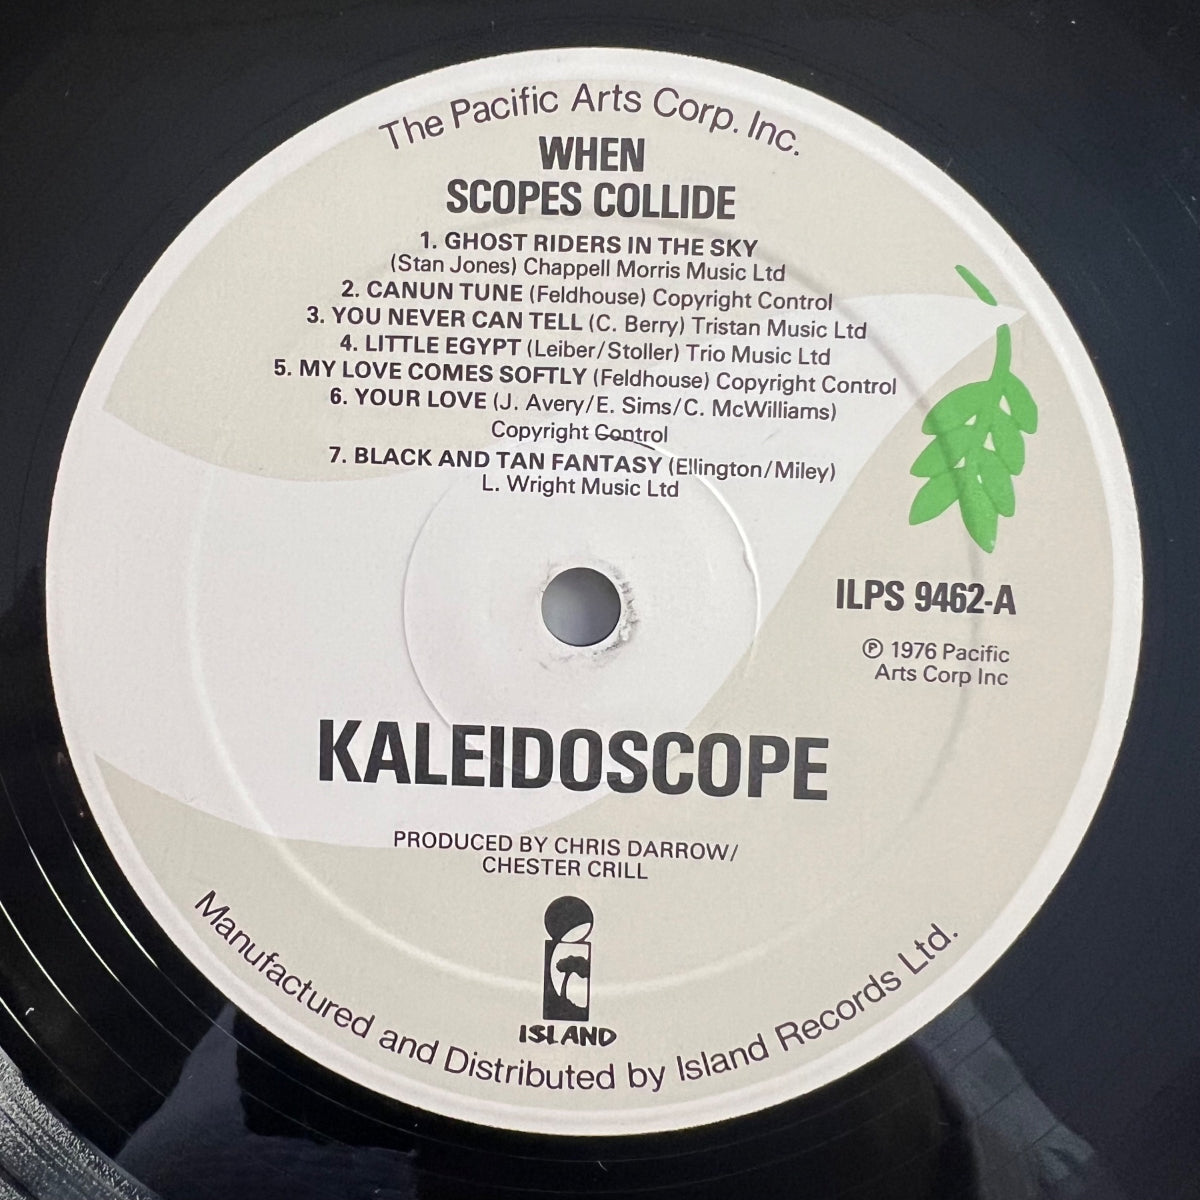 The Pacific Arts Corp. Inc.
WHEN
SCOPES COLLIDE
1. GHOST RIDERS IN THE SKY
(Stan Jones) Chappell Morris Music Ltd
2. CANUN TUNE (Feldhouse) Copyright Control
3. YOU NEVER CAN TELL (C. Berry) Tristan Music Ltd
4. LITTLE EGYPT (Leiber/Stoller) Trio Music Ltd
5. MY LOVE COMES SOFTLY (Feldhouse) Copyright Control
6. YOUR LOVE (J. Avery/E. Sims/C. McWilliams)
Copyright Control
7. BLACK AND TAN FANTASY (Ellington/Miley)
L. Wright Music Ltd
ILPS 9462-A
℗ 1976 Pacific
Arts Corp Inc
KALEIDOSCOPE
PRODUCED BY CHRIS DARROW/
CHESTER CRILL
ISLAND
Manufactured and Distributed by Island Records Ltd.